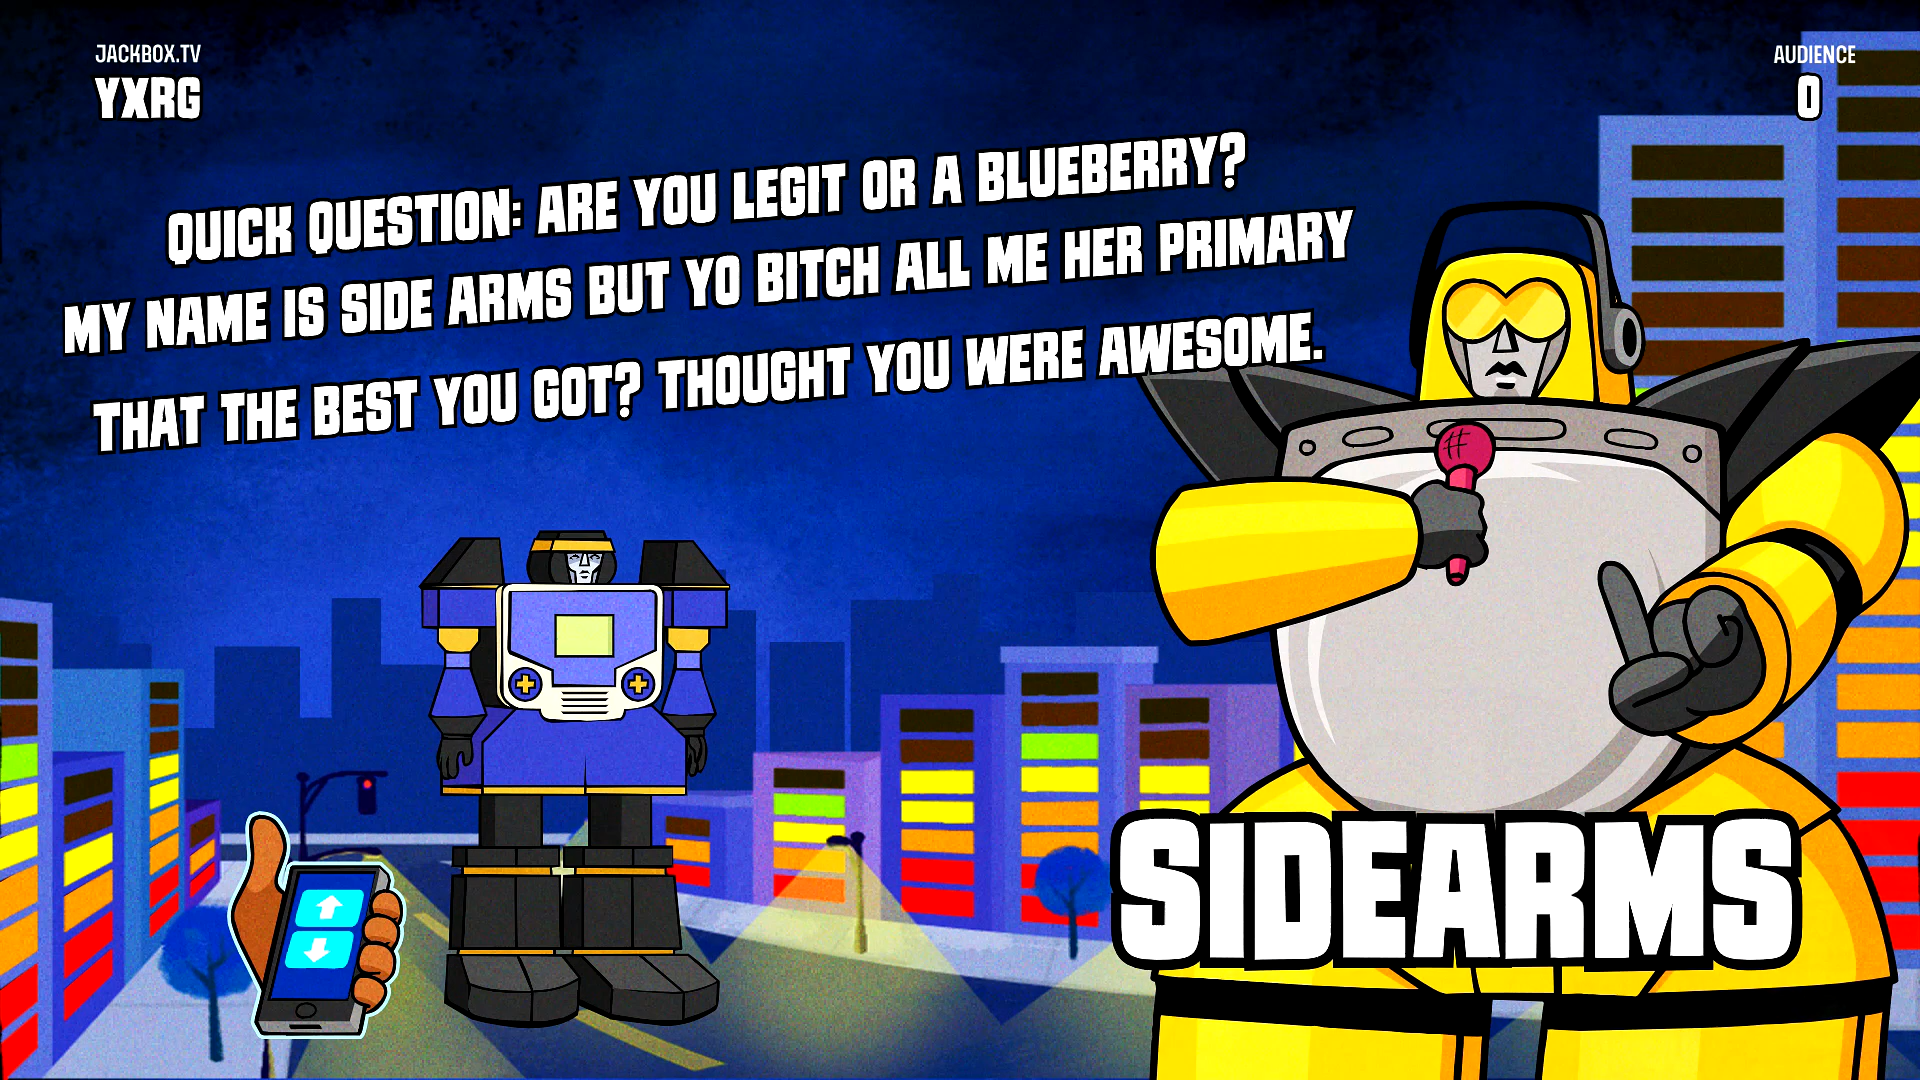 JACKBOX.TV
YXRG
AUDIENCE
0
QUICK QUESTION: ARE YOU LEGIT OR A BLUEBERRY?
MY NAME IS SIDE ARMS BUT YO BITCH ALL ME HER PRIMARY
THAT THE BEST YOU GOT? THOUGHT YOU WERE AWESOME.
SIDEARMS